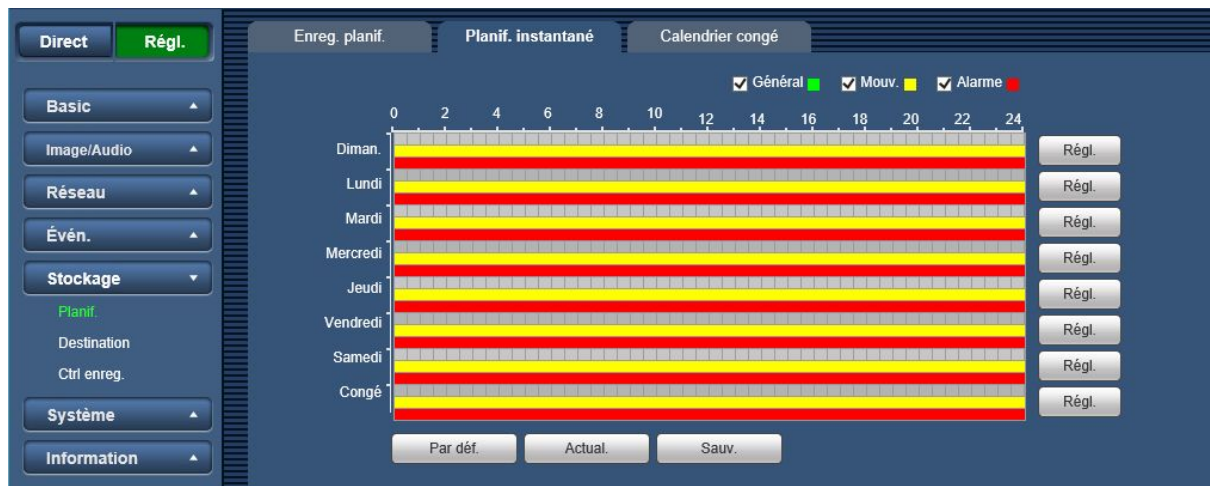 Direct Régl.
Enreg. planif. Planif. instantané Calendrier congé
Basic
Image/Audio
Réseau
Évén.
Stockage
Planif.
Destination
Ctrl enreg.
Système
Information
Général Mouv. Alarme
0 2 4 6 8 10 12 14 16 18 20 22 24
Diman. Régl.
Lundi Régl.
Mardi Régl.
Mercredi Régl.
Jeudi Régl.
Vendredi Régl.
Samedi Régl.
Congé Régl.
Par déf. Actual. Sauv.